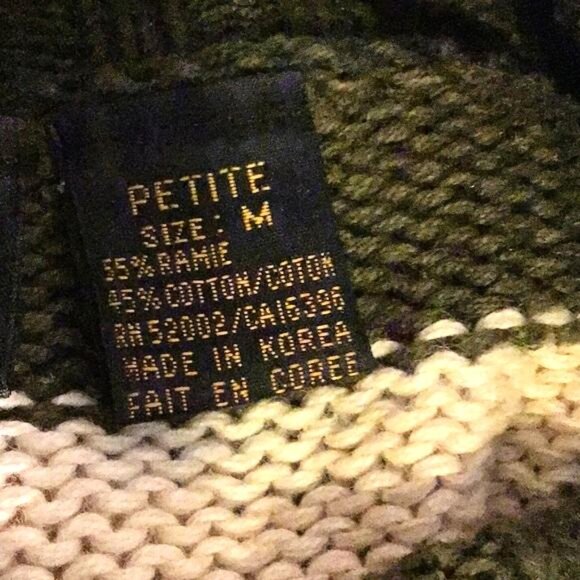 PETITE
SIZE: M
55% RAMIE
45% COTTON/COTON
RN 52002/CA16396
MADE IN KOREA
FAIT EN COREE